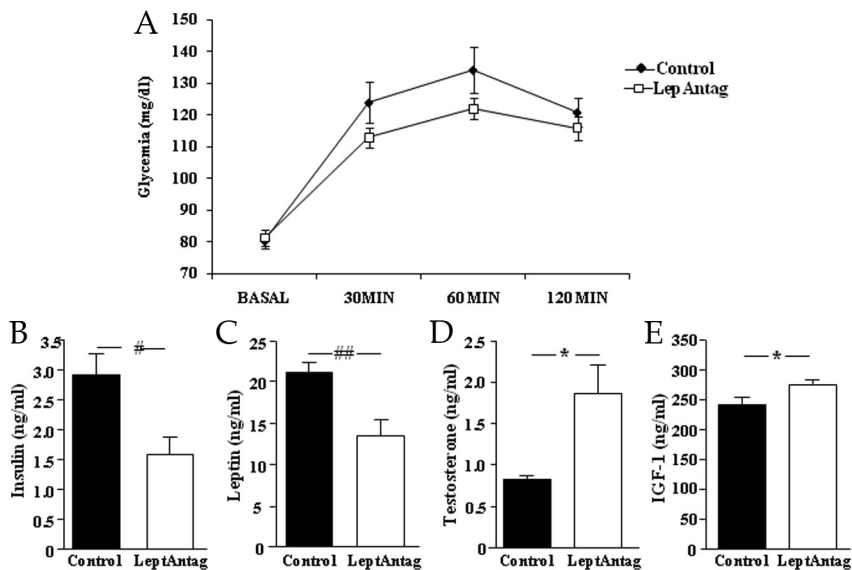 A
150
140
130
120
110
100
90
80
70
Glycemia (mg/dl)
BASAL 30MIN 60 MIN 120 MIN
Control
Lep Antag
B
3.5
3.0
2.5
2.0
1.5
1.0
0.5
0
Insulin (ng/ml)
#
Control LeptAntag
C
25
20
15
10
5
0
Leptin (ng/ml)
##
Control LeptAntag
D
2.5
2.0
1.5
1.0
0.5
0
Testosterone (ng/ml)
*
Control LeptAntag
E
350
300
250
200
150
100
50
0
IGF-1 (ng/ml)
*
Control LeptAntag